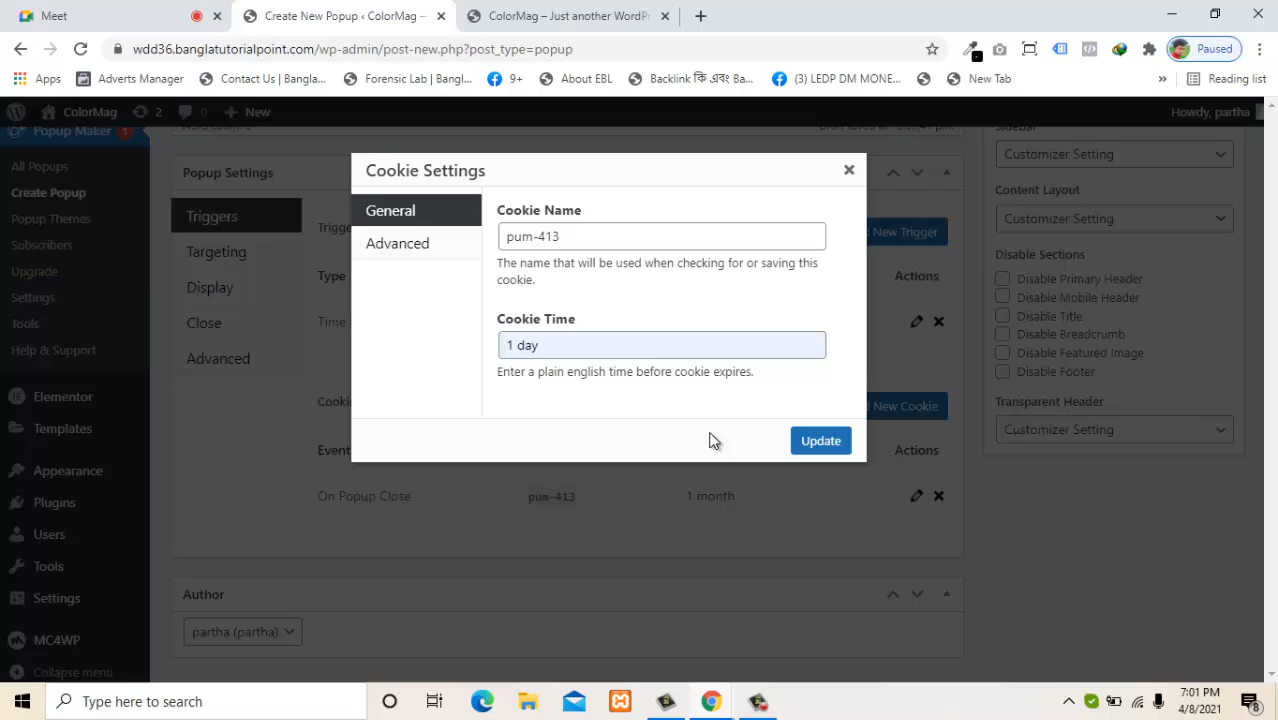 Meet
Create New Popup ‹ ColorMag —
ColorMag – Just another WordPr
wdd36.banglatutorialpoint.com/wp-admin/post-new.php?post_type=popup
Paused
Apps
Adverts Manager
Contact Us | Bangla...
Forensic Lab | Bangl...
9+
About EBL
(3) LEDP DM MONE...
New Tab
»
Reading list
ColorMag
2
0
New
Howdy, partha
Popup Maker 1
All Popups
Create Popup
Popup Themes
Subscribers
Upgrade
Settings
Tools
Help & Support
Elementor
Templates
Appearance
Plugins
Users
Tools
Settings
MC4WP
Collapse menu
Popup Settings
Triggers
Targeting
Display
Close
Advanced
Type
Actions
Event
Actions
On Popup Close
pum-413
1 month
Author
partha (partha)
Cookie Settings
General
Advanced
Cookie Name
pum-413
The name that will be used when checking for or saving this
cookie.
Cookie Time
1 day
Enter a plain english time before cookie expires.
Update
New Trigger
New Cookie
Customizer Setting
Content Layout
Customizer Setting
Disable Sections
Disable Primary Header
Disable Mobile Header
Disable Title
Disable Breadcrumb
Disable Featured Image
Disable Footer
Transparent Header
Customizer Setting
Type here to search
7:01 PM
4/8/2021
8